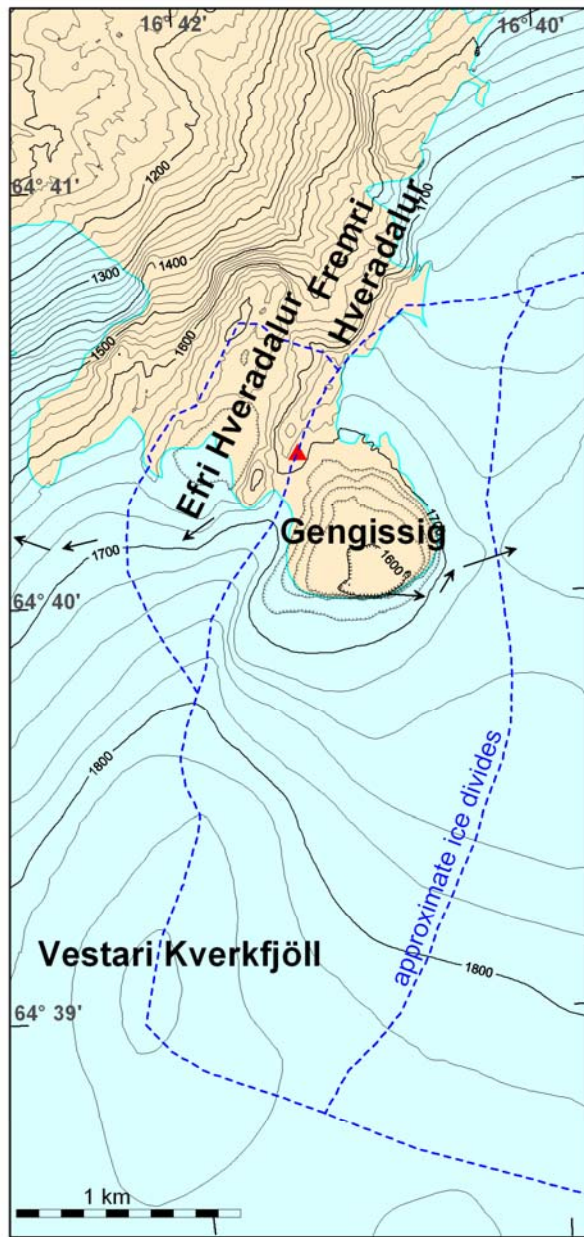 16° 42'
16° 40'
64° 41'
1200
1700
1300
1400
Fremri
Hveradalur
1500
1600
Efri Hveradalur
1700
Gengissig
1600
1700
64° 40'
1800
approximate ice divides
Vestari Kverkfjöll
1800
64° 39'
1 km